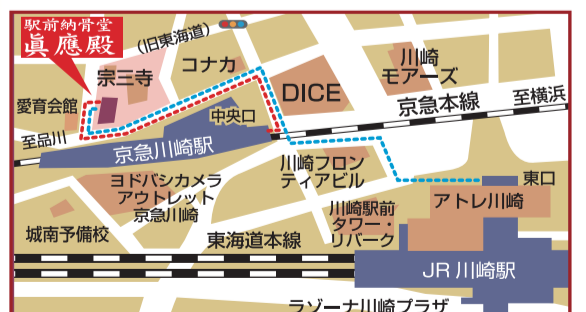 駅前納骨堂
眞應殿
(旧東海道)
宗三寺
コナカ
川崎
モアーズ
DICE
愛育会館
中央口
京急本線
至横浜
至品川
京急川崎駅
川崎フロン
ティアビル
ヨドバシカメラ
アウトレット
京急川崎
東口
アトレ川崎
川崎駅前
タワー・
リバーク
城南予備校
東海道本線
JR川崎駅
ラゾーナ川崎プラザ